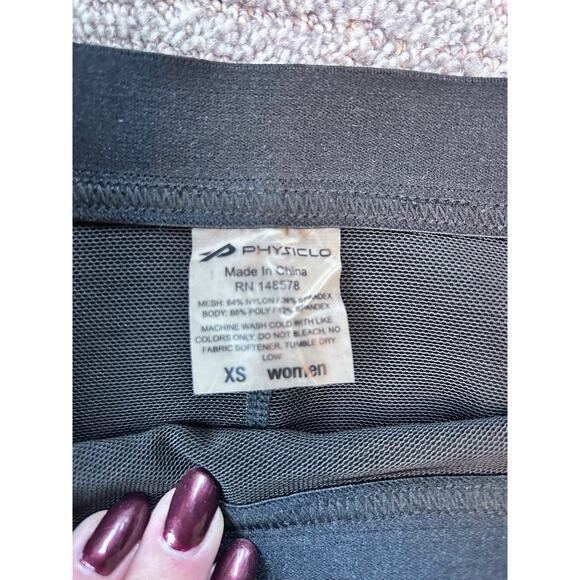 PHYSICLO
Made In China
RN 148578
MESH: 64% NYLON / 36% SPANDEX
BODY: 88% POLY / 12% SPANDEX
MACHINE WASH COLD WITH LIKE
COLORS ONLY, DO NOT BLEACH, NO
FABRIC SOFTENER, TUMBLE DRY
LOW
XS women